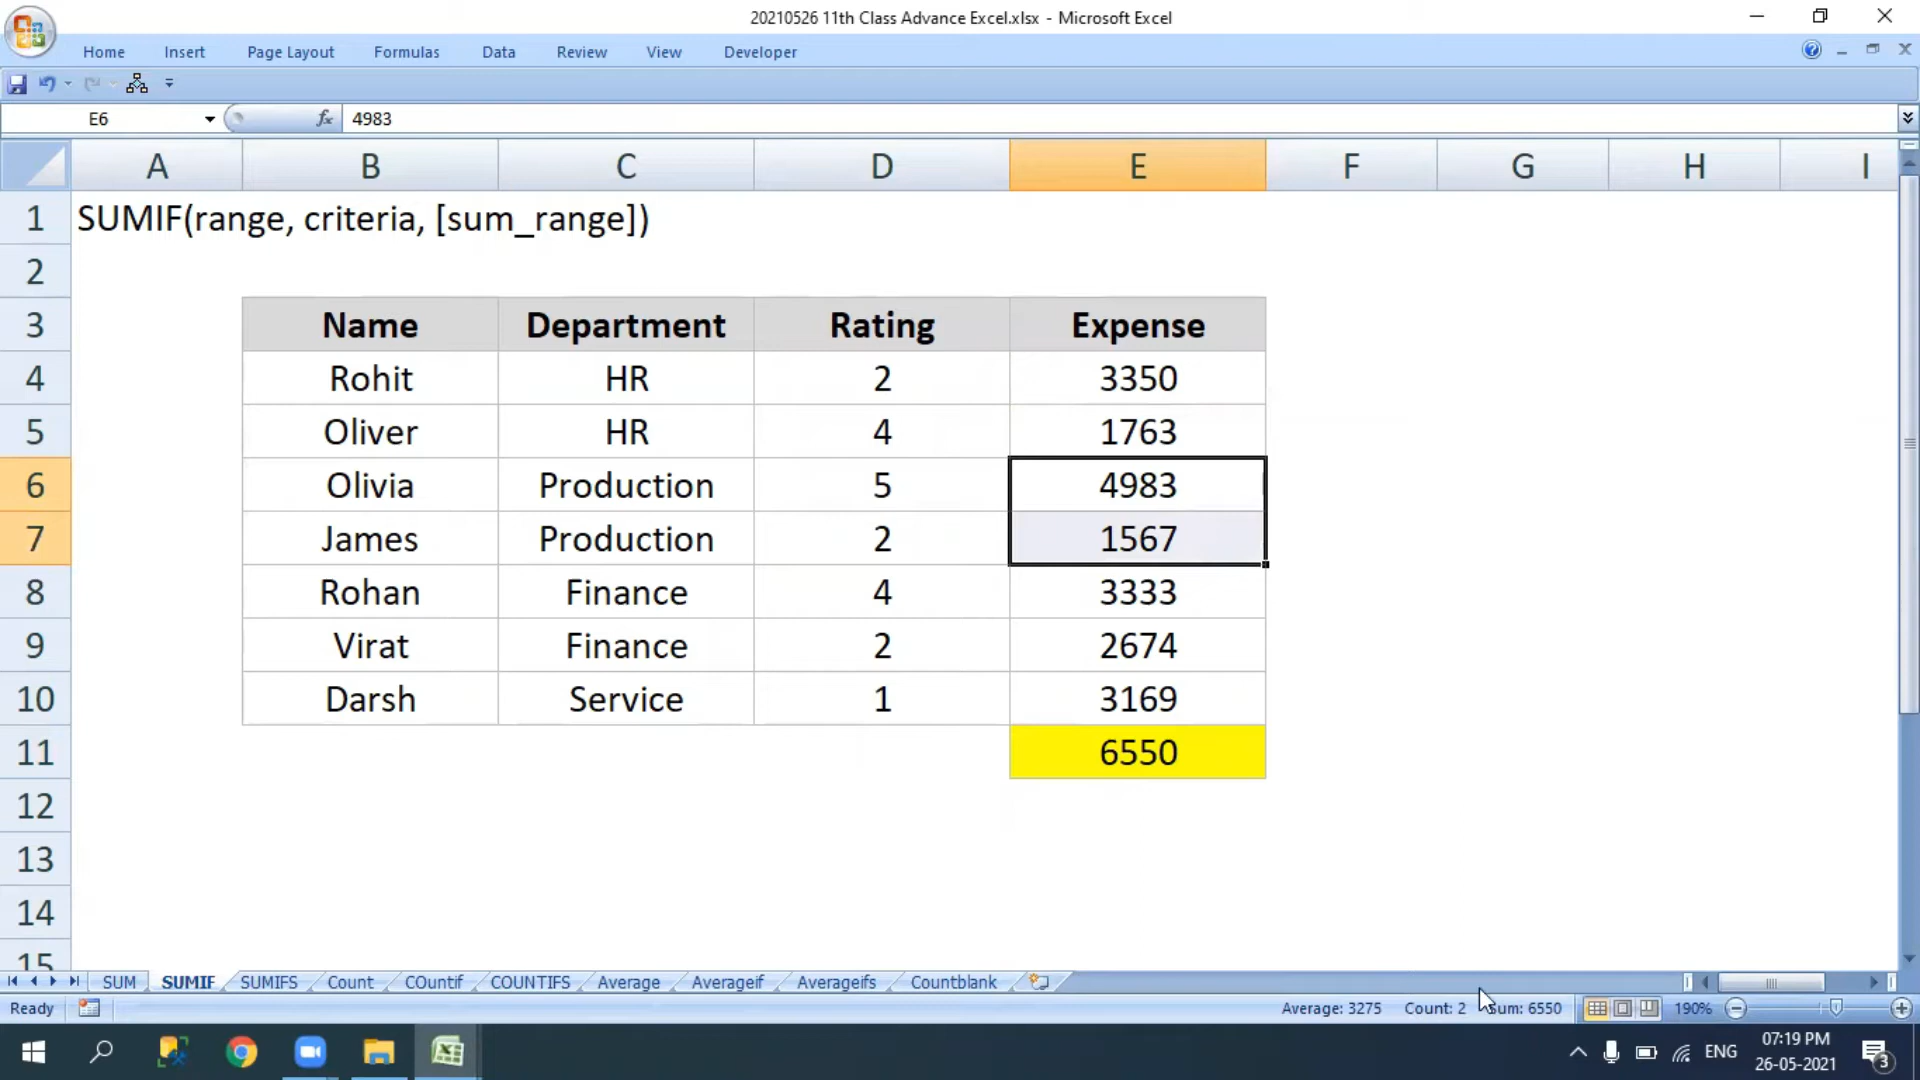 20210526 11th Class Advance Excel.xlsx - Microsoft Excel
Home Insert Page Layout Formulas Data Review View Developer
E6 fx 4983
A B C D E F G H I
1 SUMIF(range, criteria, [sum_range])
2
3 Name Department Rating Expense
4 Rohit HR 2 3350
5 Oliver HR 4 1763
6 Olivia Production 5 4983
7 James Production 2 1567
8 Rohan Finance 4 3333
9 Virat Finance 2 2674
10 Darsh Service 1 3169
11 6550
12
13
14
15
SUM SUMIF SUMIFS Count COuntif COUNTIFS Average Averageif Averageifs Countblank
Ready Average: 3275 Count: 2 Sum: 6550 190%
ENG 07:19 PM
26-05-2021 3